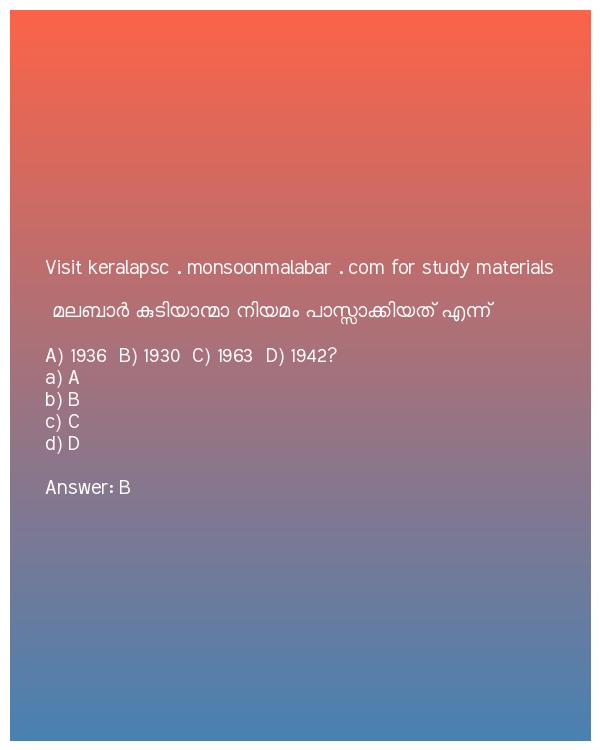 Visit keralapsc . monsoonmalabar . com for study materials
മലബാർ കുടിയാന്മാ നിയമം പാസ്സാക്കിയത് എന്ന്
A) 1936 B) 1930 C) 1963 D) 1942?
a) A
b) B
c) C
d) D
Answer: B